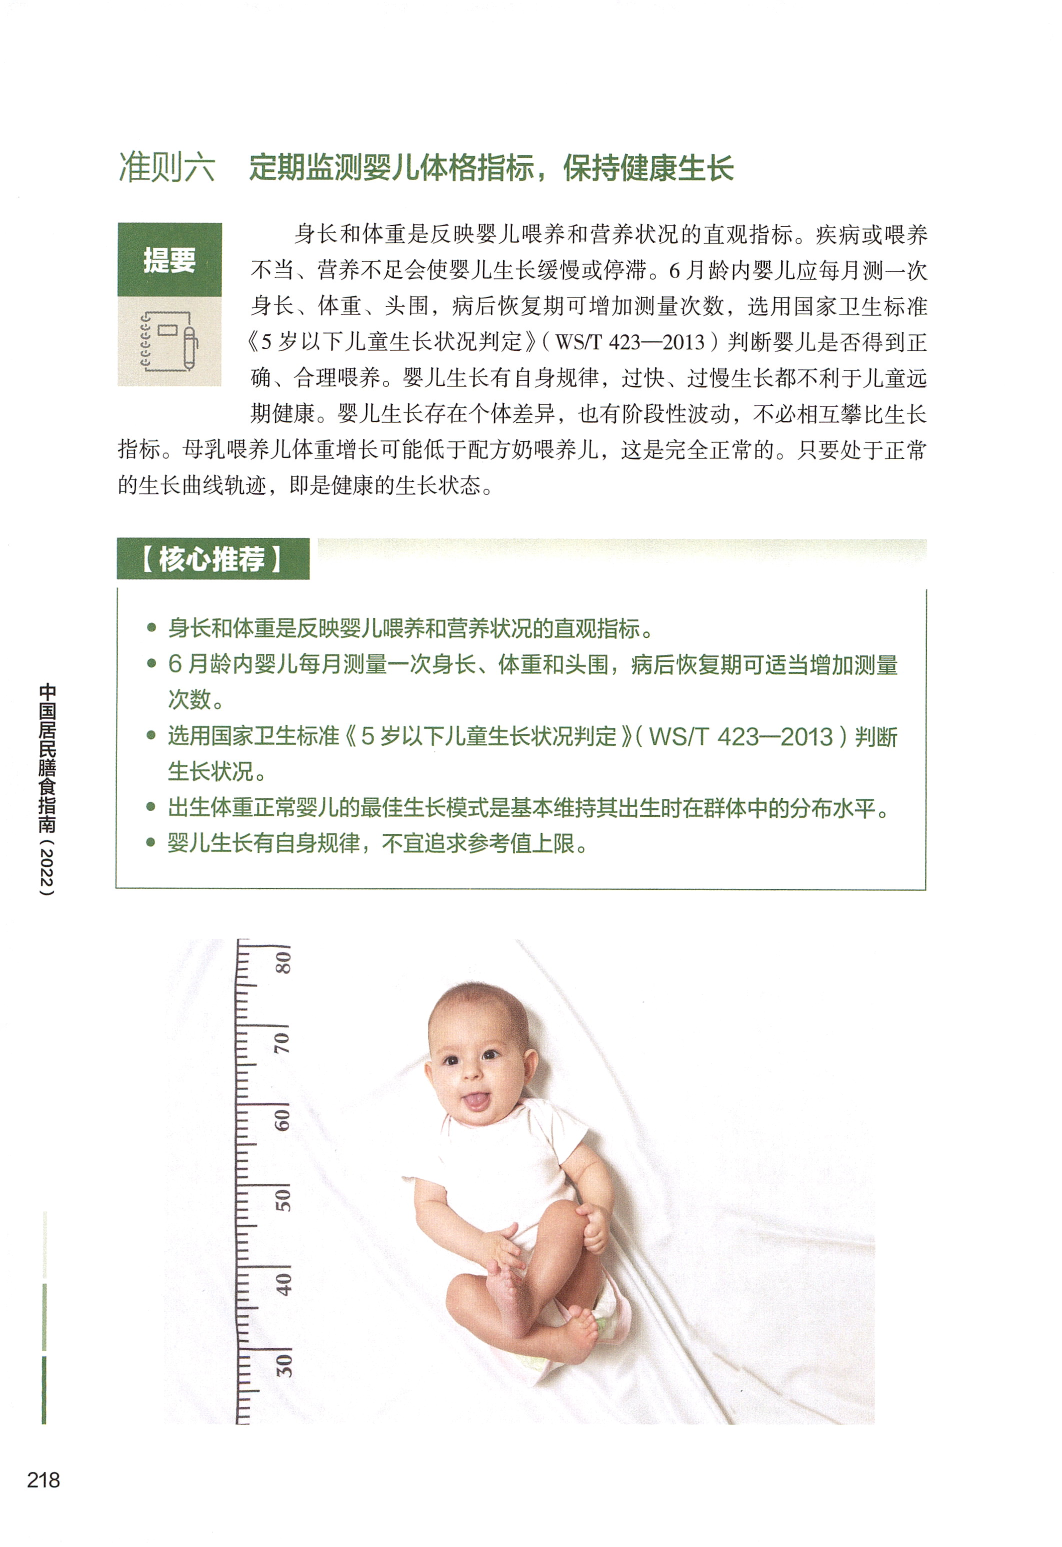 准则六 定期监测婴儿体格指标，保持健康生长
提要
身长和体重是反映婴儿喂养和营养状况的直观指标。疾病或喂养
不当、营养不足会使婴儿生长缓慢或停滞。6 月龄内婴儿应每月测一次
身长、体重、头围，病后恢复期可增加测量次数，选用国家卫生标准
《5 岁以下儿童生长状况判定》（WS/T 423—2013）判断婴儿是否得到正
确、合理喂养。婴儿生长有自身规律，过快、过慢生长都不利于儿童远
期健康。婴儿生长存在个体差异，也有阶段性波动，不必相互攀比生长
指标。母乳喂养儿体重增长可能低于配方奶喂养儿，这是完全正常的。只要处于正常
的生长曲线轨迹，即是健康的生长状态。
【核心推荐】
• 身长和体重是反映婴儿喂养和营养状况的直观指标。
• 6 月龄内婴儿每月测量一次身长、体重和头围，病后恢复期可适当增加测量
次数。
• 选用国家卫生标准《5 岁以下儿童生长状况判定》（WS/T 423—2013）判断
生长状况。
• 出生体重正常婴儿的最佳生长模式是基本维持其出生时在群体中的分布水平。
• 婴儿生长有自身规律，不宜追求参考值上限。
中国居民膳食指南（2022）
80
70
60
50
40
30
218